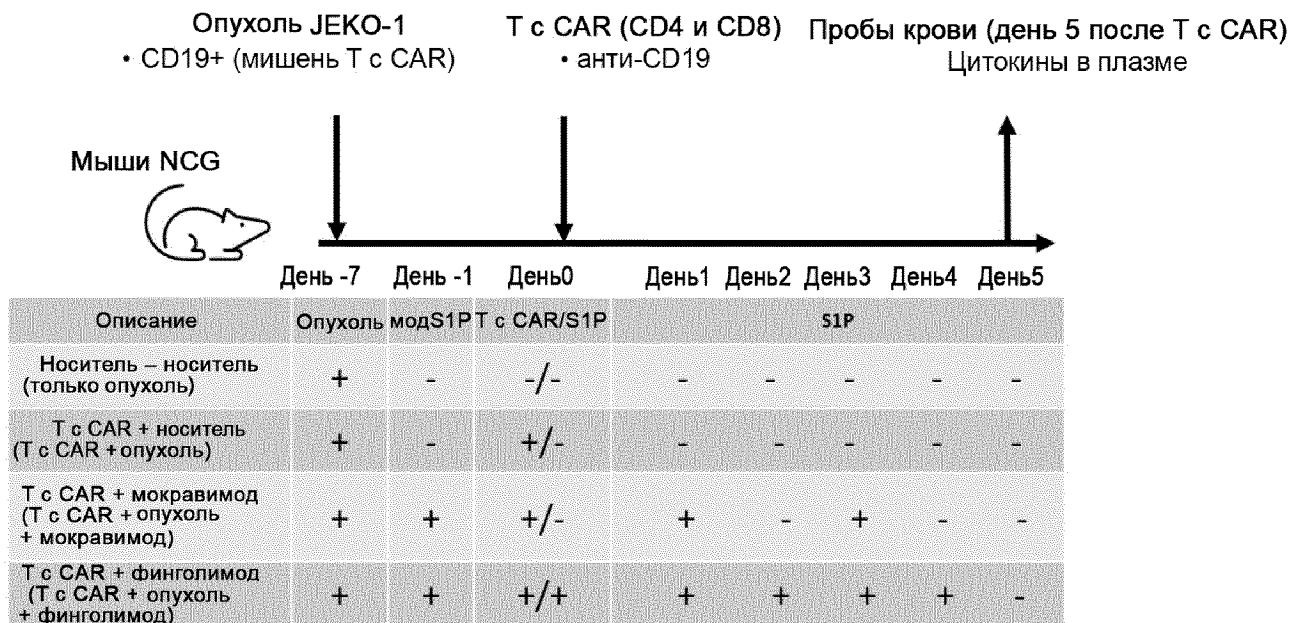 Опухоль JEKO-1
• CD19+ (мишень Т с CAR)
Т с CAR (CD4 и CD8)
• анти-CD19
Пробы крови (день 5 после Т с CAR)
Цитокины в плазме
Мыши NCG
День -7 День -1 День0 День1 День2 День3 День4 День5
Описание Опухоль модS1P Т с CAR/S1P S1P
Носитель – носитель
(только опухоль)
+ - -/- - - - - -
Т с CAR + носитель
(Т с CAR +опухоль)
+ - +/- - - - - -
Т с CAR + мокравимод
(Т с CAR + опухоль
+ мокравимод)
+ + +/- + - + - -
Т с CAR + финголимод
(Т с CAR + опухоль
+ финголимод)
+ + +/+ + + + + -